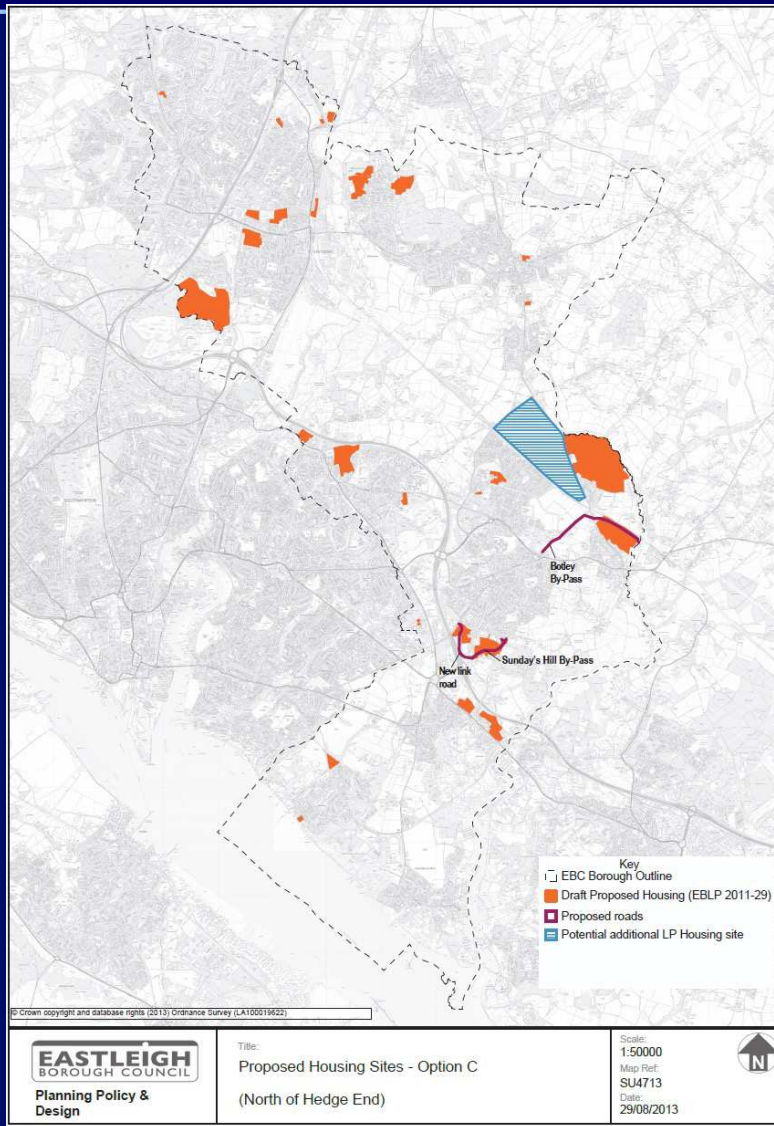 Botley
By-Pass
Sunday's Hill By-Pass
New link
road
Key
EBC Borough Outline
Draft Proposed Housing (EBLP 2011-29)
Proposed roads
Potential additional LP Housing site
© Crown copyright and database rights (2013) Ordnance Survey (LA100019622)
EASTLEIGH
BOROUGH COUNCIL
Planning Policy &
Design
Title:
Proposed Housing Sites - Option C
(North of Hedge End)
Scale:
1:50000
Map Ref:
SU4713
Date:
29/08/2013
N